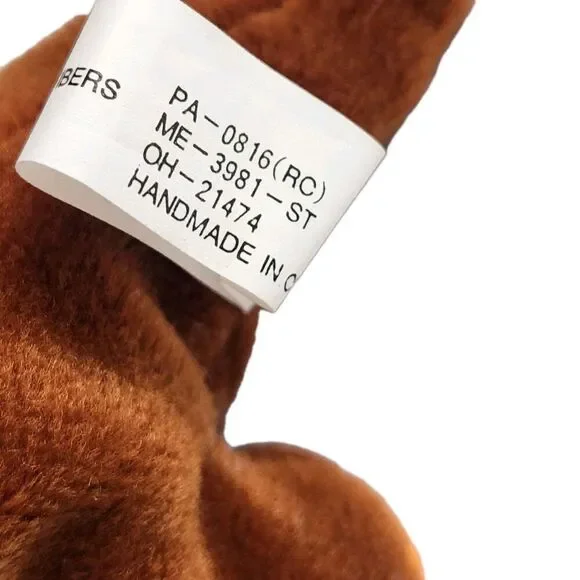 BERS
PA-0816(RC)
ME-3981-ST
OH-21474
HANDMADE IN